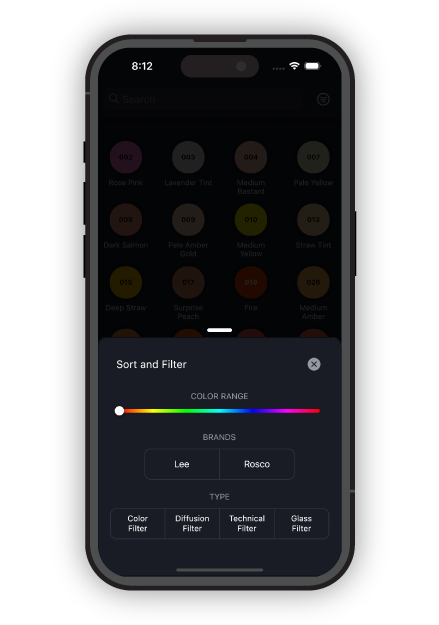 8:12
Search
002 003 004 007
Rose Pink Lavender Tint Medium Pale Yellow
Bastard
008 009 010 013
Dark Salmon Pale Amber Medium Straw Tint
Gold Yellow
015 017 019 020
Deep Straw Surprise Fire Medium
Peach Amber
Sort and Filter
COLOR RANGE
BRANDS
Lee Rosco
TYPE
Color Diffusion Technical Glass
Filter Filter Filter Filter